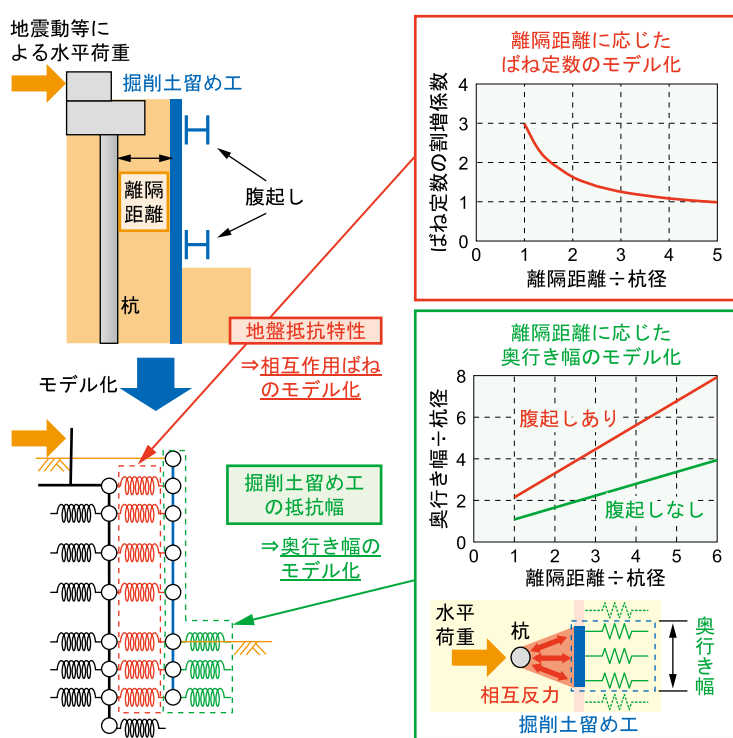 地震動等に
よる水平荷重
掘削土留め工
離隔
距離
腹起し
杭
地盤抵抗特性
⇒相互作用ばね
のモデル化
モデル化
掘削土留め工
の抵抗幅
⇒奥行き幅の
モデル化
離隔距離に応じた
ばね定数のモデル化
ばね定数の割増係数
4
3
2
1
0
0
1
2
3
4
5
離隔距離÷杭径
離隔距離に応じた
奥行き幅のモデル化
奥行き幅÷杭径
8
6
4
2
0
腹起しあり
腹起しなし
0
1
2
3
4
5
6
離隔距離÷杭径
水平
荷重
杭
相互反力
奥行き幅
掘削土留め工